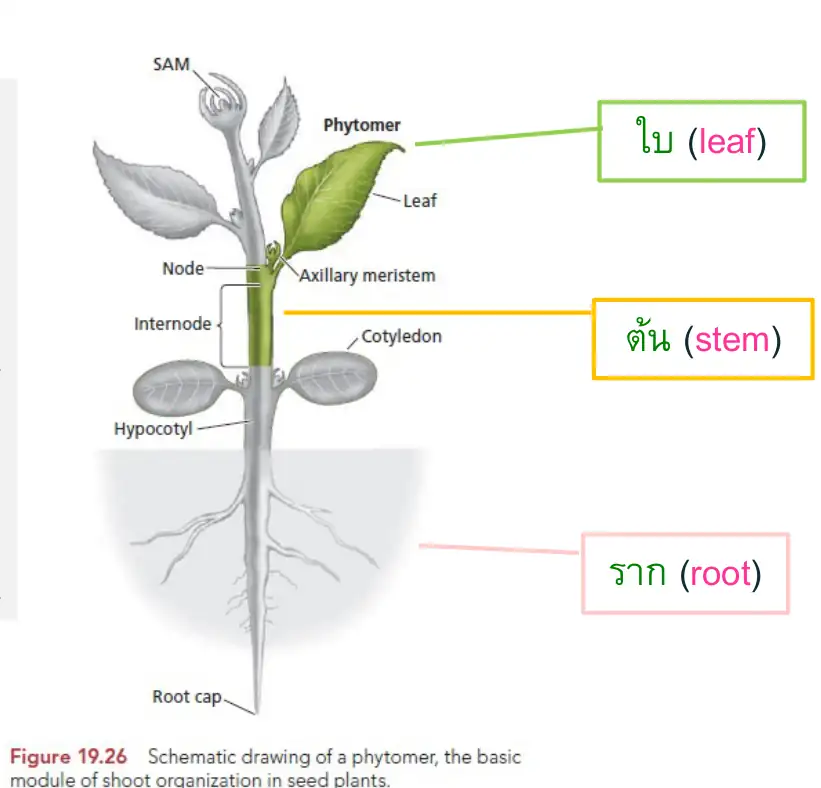 SAM
Phytomer
ใบ (leaf)
Leaf
Node
Axillary meristem
Internode
ต้น (stem)
Cotyledon
Hypocotyl
ราก (root)
Root cap
Figure 19.26 Schematic drawing of a phytomer, the basic
module of shoot organization in seed plants.